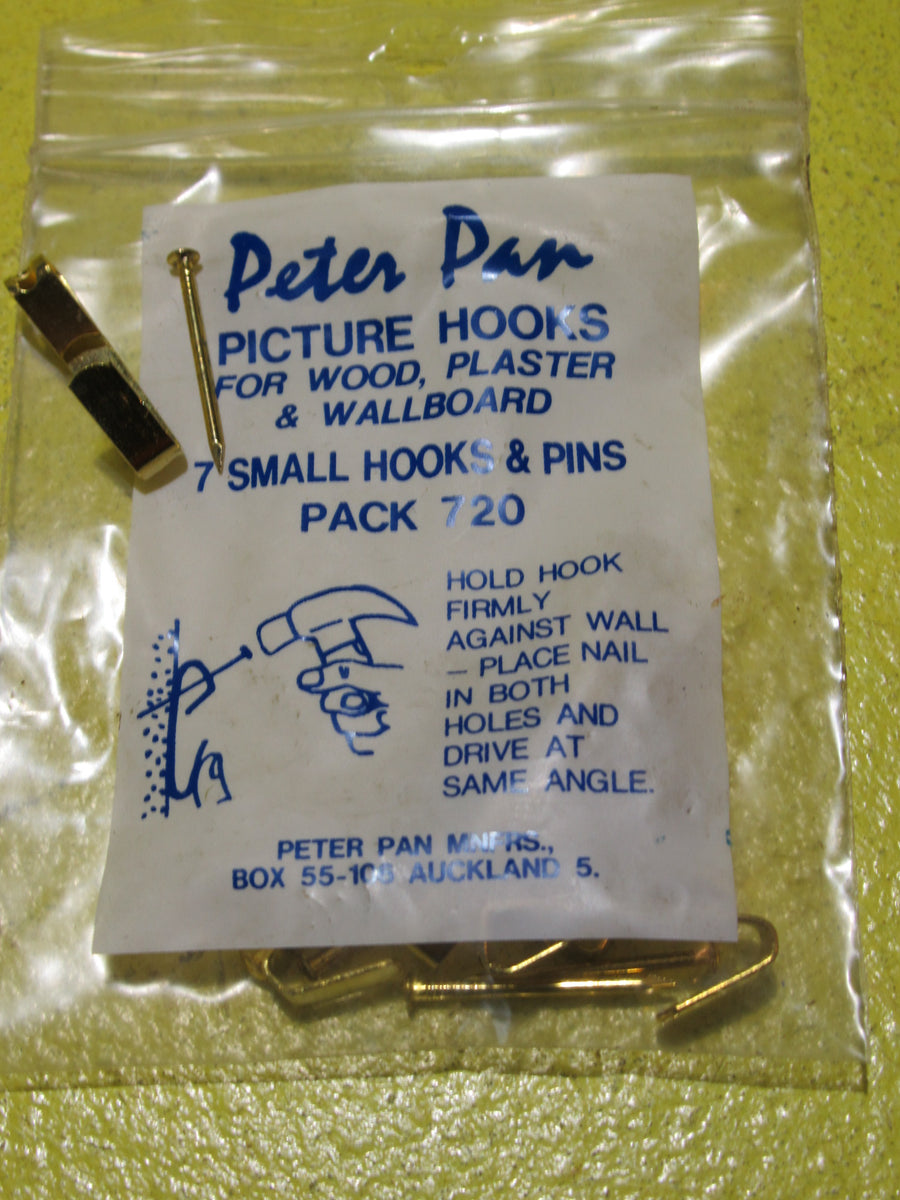 Peter Pan
PICTURE HOOKS
FOR WOOD, PLASTER
& WALLBOARD
7 SMALL HOOKS & PINS
PACK 720
HOLD HOOK
FIRMLY
AGAINST WALL
– PLACE NAIL
IN BOTH
HOLES AND
DRIVE AT
SAME ANGLE.
PETER PAN MNFRS.,
BOX AUCKLAND 5.